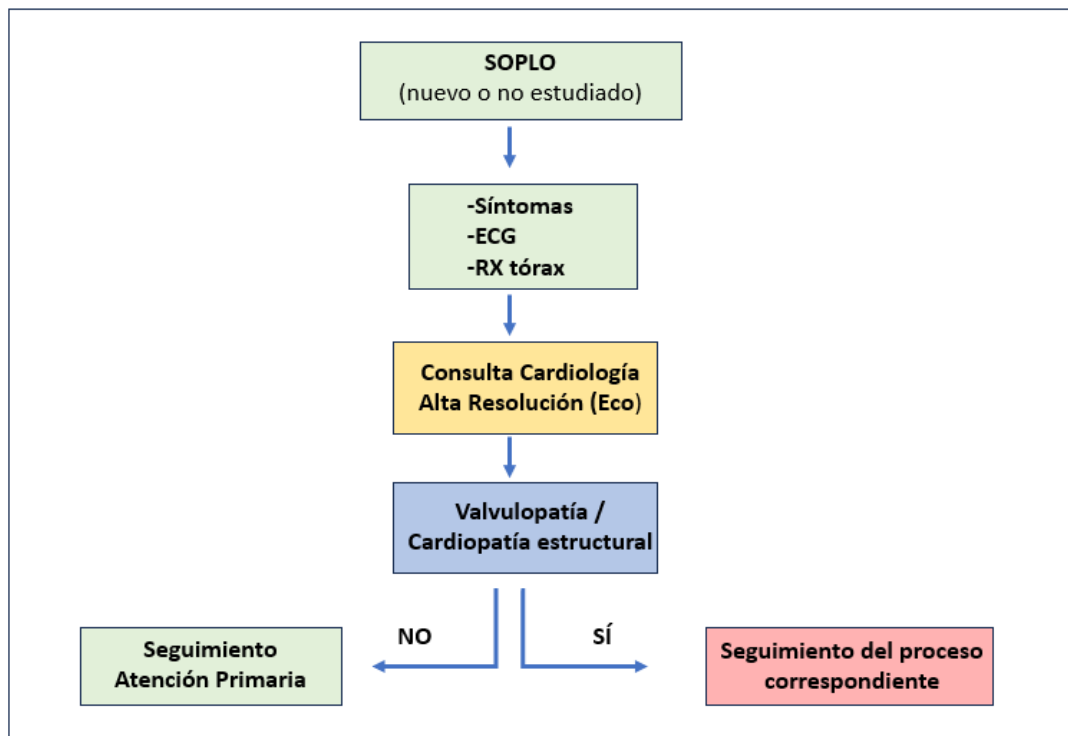 SOPLO
(nuevo o no estudiado)
-Síntomas
-ECG
-RX tórax
Consulta Cardiología
Alta Resolución (Eco)
Valvulopatía /
Cardiopatía estructural
NO
SÍ
Seguimiento
Atención Primaria
Seguimiento del proceso
correspondiente